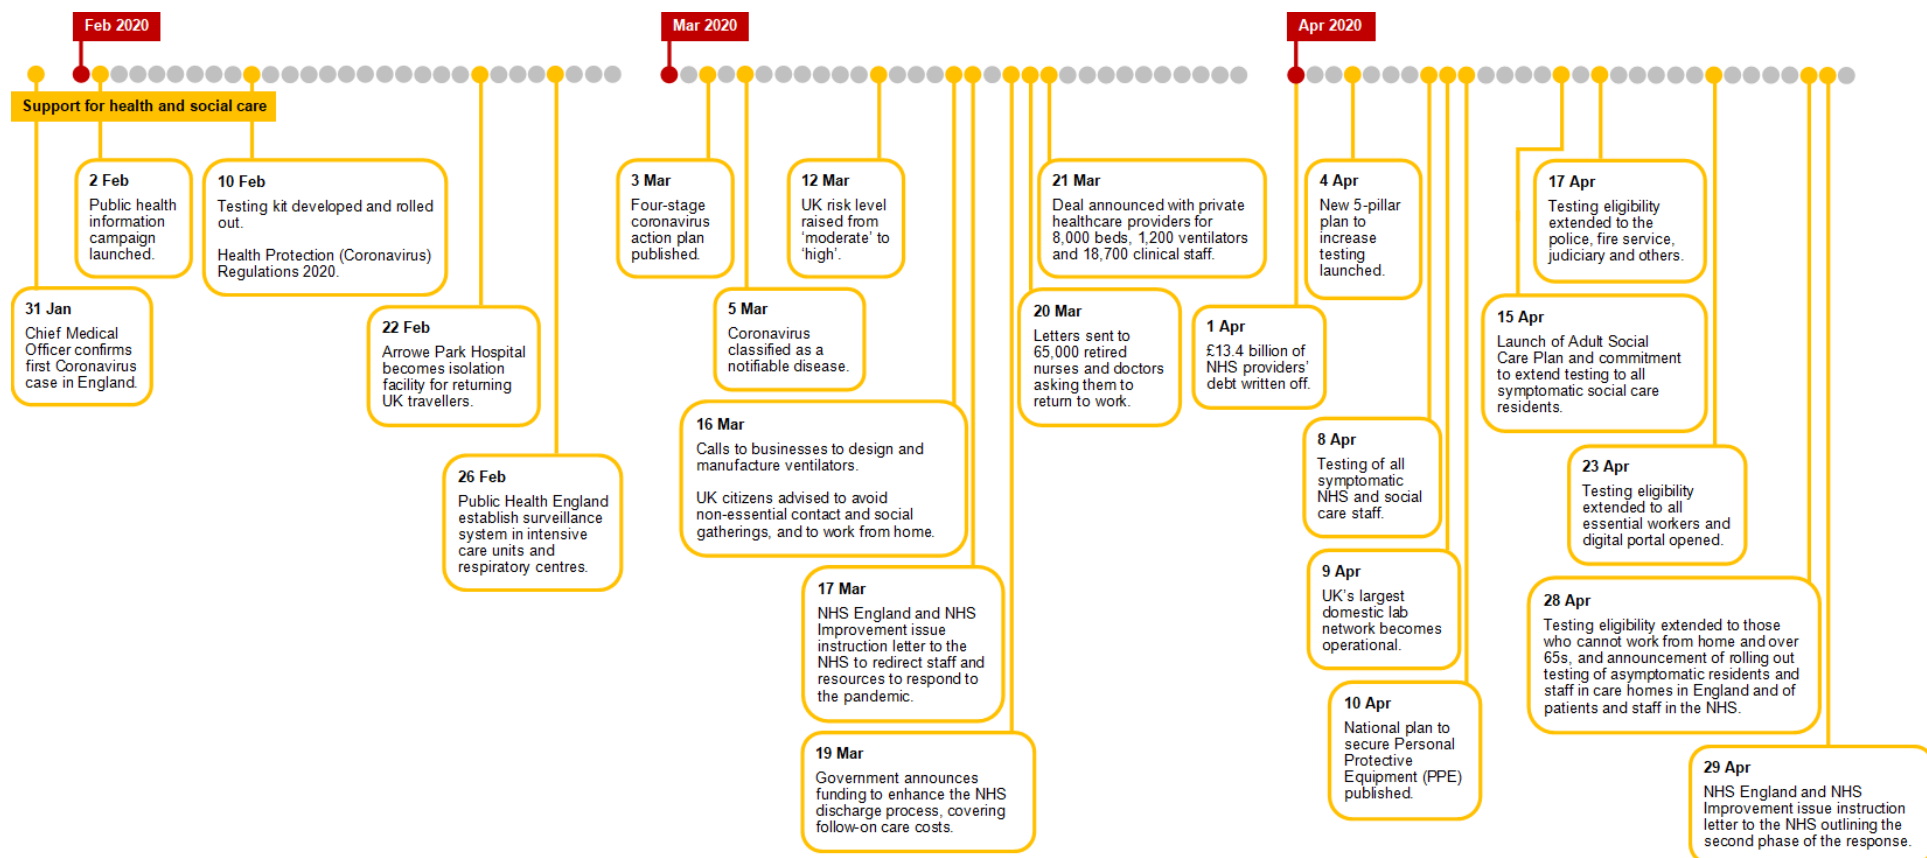 Feb 2020
Mar 2020
Apr 2020
Support for health and social care
31 Jan
Chief Medical
Officer confirms
first Coronavirus
case in England.
2 Feb
Public health
information
campaign
launched.
10 Feb
Testing kit developed and rolled
out.
Health Protection (Coronavirus)
Regulations 2020.
22 Feb
Arrowe Park Hospital
becomes isolation
facility for returning
UK travellers.
26 Feb
Public Health England
establish surveillance
system in intensive
care units and
respiratory centres.
3 Mar
Four-stage
coronavirus
action plan
published.
5 Mar
Coronavirus
classified as a
notifiable disease.
12 Mar
UK risk level
raised from
‘moderate’ to
‘high’.
16 Mar
Calls to businesses to design and
manufacture ventilators.
UK citizens advised to avoid
non-essential contact and social
gatherings, and to work from home.
17 Mar
NHS England and NHS
Improvement issue
instruction letter to the
NHS to redirect staff and
resources to respond to
the pandemic.
19 Mar
Government announces
funding to enhance the NHS
discharge process, covering
follow-on care costs.
20 Mar
Letters sent to
65,000 retired
nurses and doctors
asking them to
return to work.
21 Mar
Deal announced with private
healthcare providers for
8,000 beds, 1,200 ventilators
and 18,700 clinical staff.
1 Apr
£13.4 billion of
NHS providers’
debt written off.
4 Apr
New 5-pillar
plan to
increase
testing
launched.
8 Apr
Testing of all
symptomatic
NHS and social
care staff.
9 Apr
UK’s largest
domestic lab
network becomes
operational.
10 Apr
National plan to
secure Personal
Protective
Equipment (PPE)
published.
15 Apr
Launch of Adult Social
Care Plan and commitment
to extend testing to all
symptomatic social care
residents.
17 Apr
Testing eligibility
extended to the
police, fire service,
judiciary and others.
23 Apr
Testing eligibility
extended to all
essential workers and
digital portal opened.
28 Apr
Testing eligibility extended to those
who cannot work from home and over
65s, and announcement of rolling out
testing of asymptomatic residents and
staff in care homes in England and of
patients and staff in the NHS.
29 Apr
NHS England and NHS
Improvement issue instruction
letter to the NHS outlining the
second phase of the response.